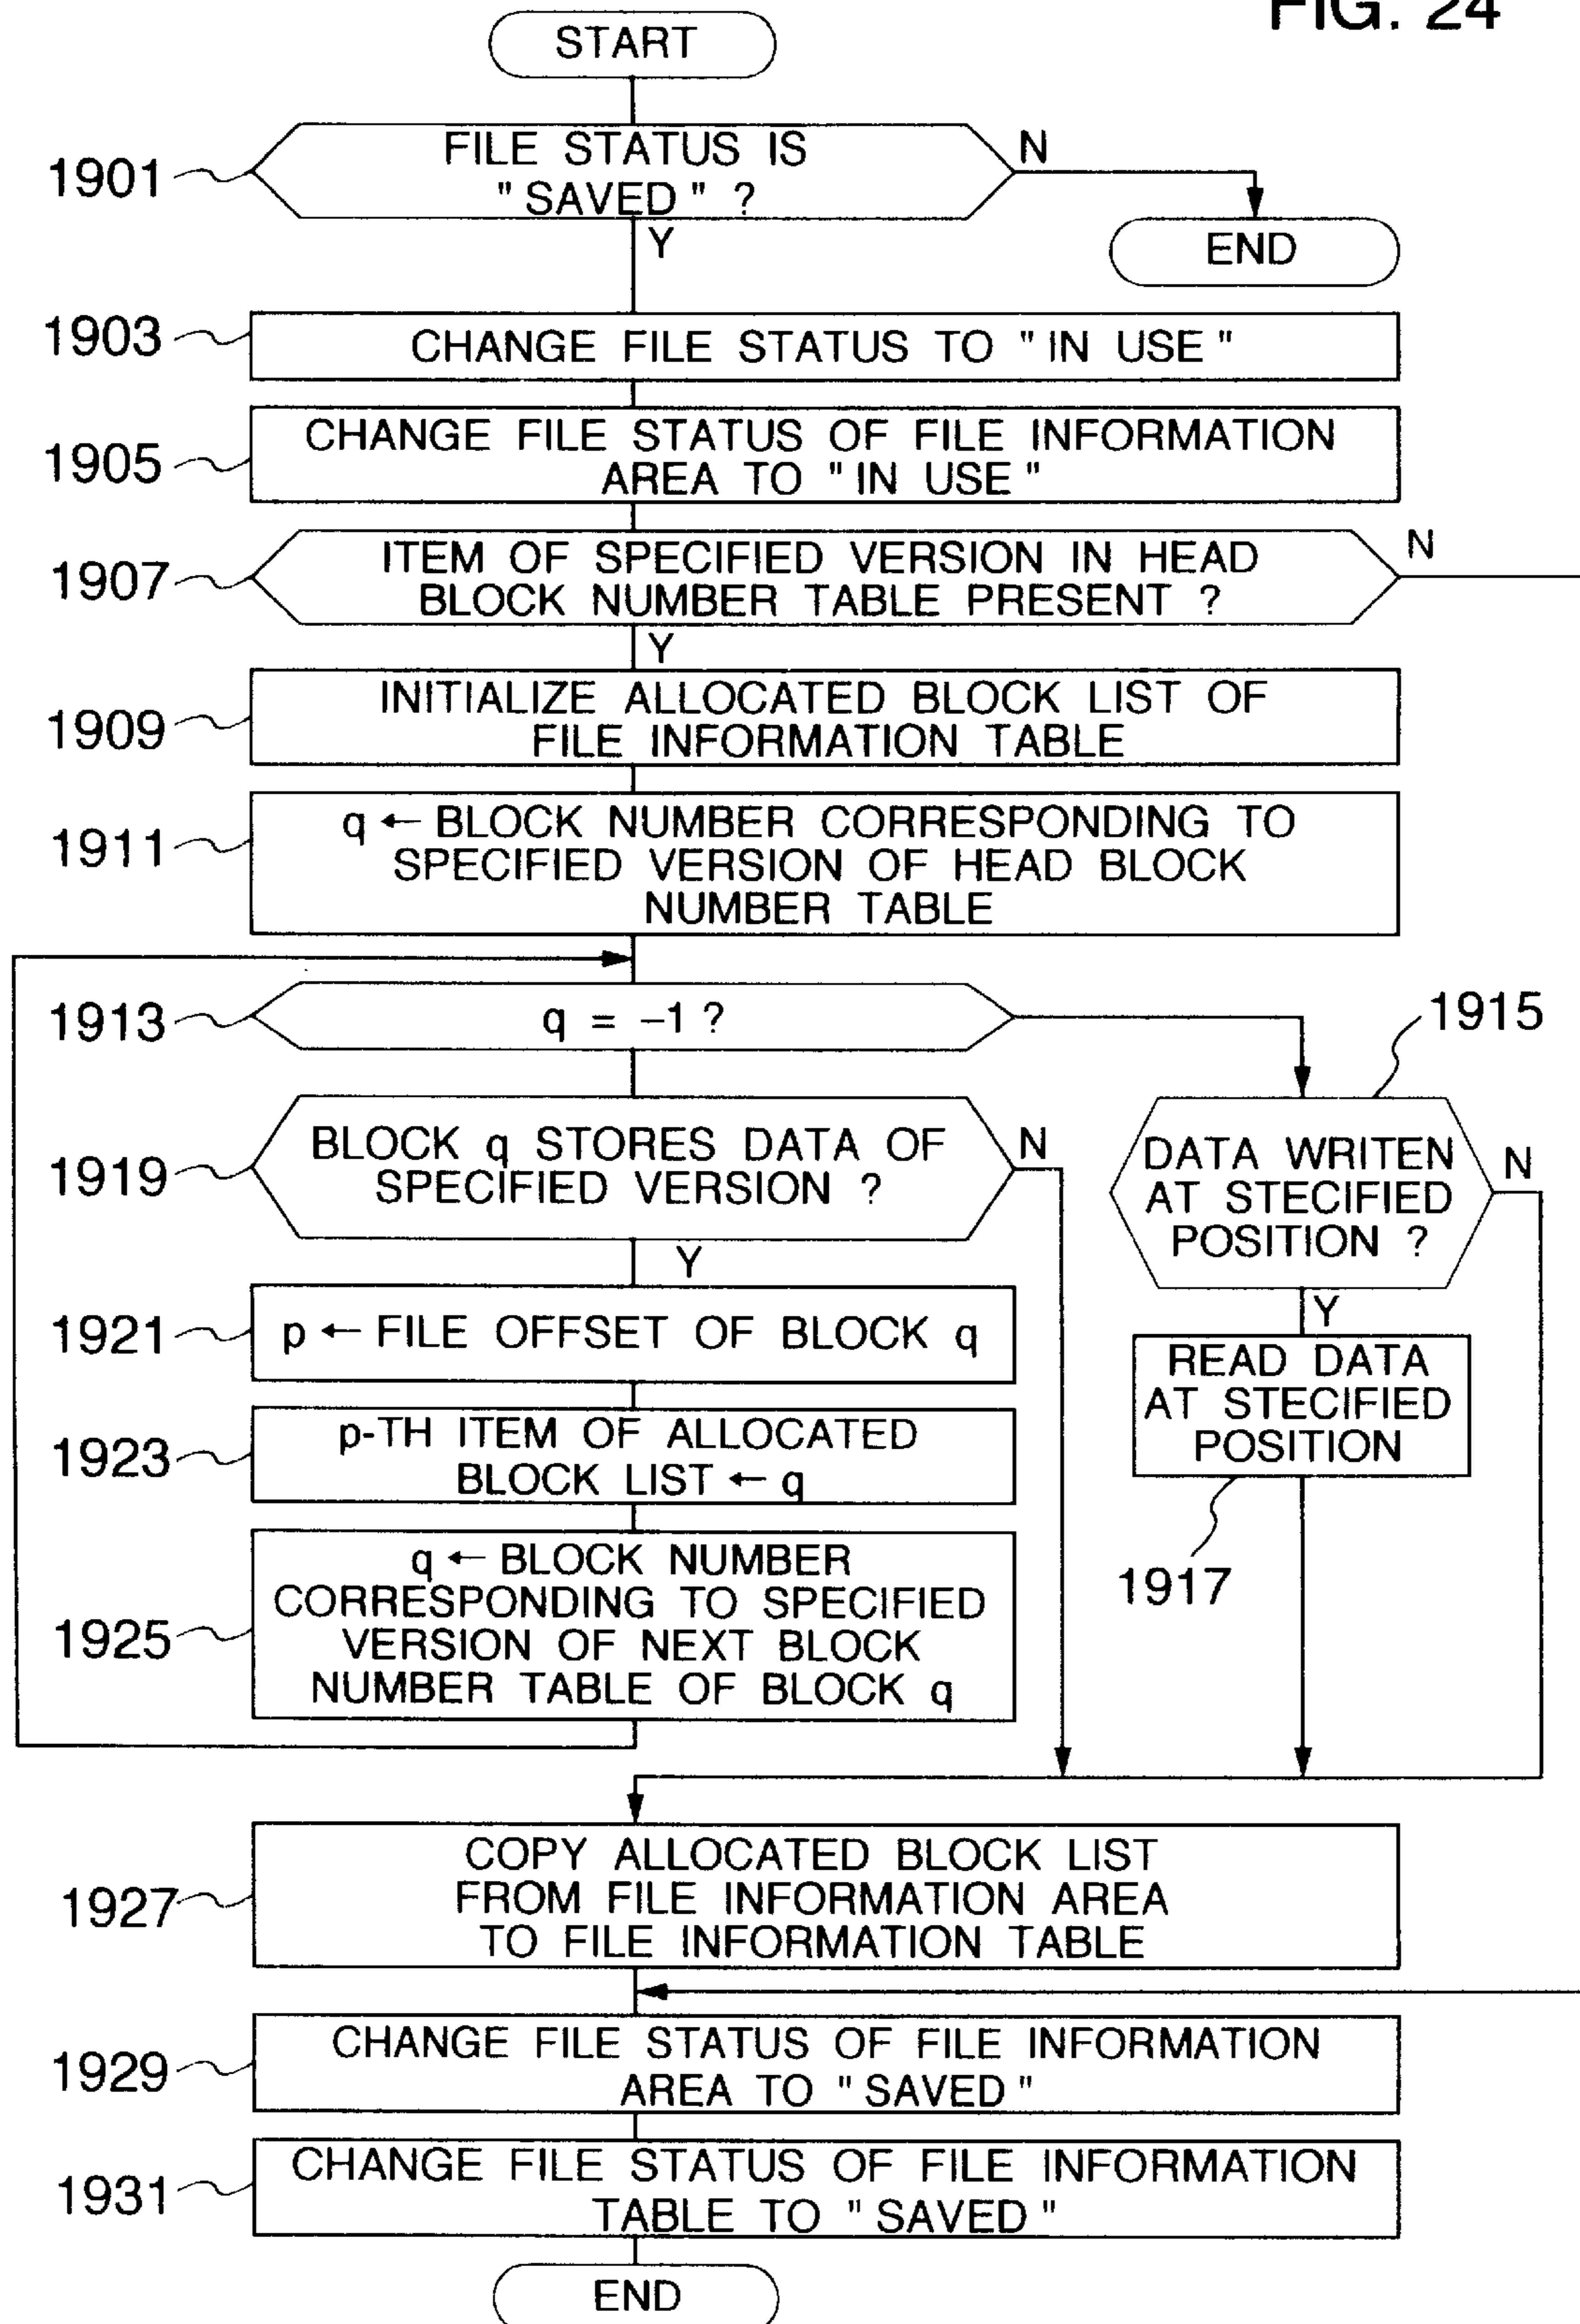 FIG. 24
START
1901
FILE STATUS IS
" SAVED " ?
N
Y
END
1903
CHANGE FILE STATUS TO " IN USE "
1905
CHANGE FILE STATUS OF FILE INFORMATION
AREA TO " IN USE "
1907
ITEM OF SPECIFIED VERSION IN HEAD
BLOCK NUMBER TABLE PRESENT ?
N
Y
1909
INITIALIZE ALLOCATED BLOCK LIST OF
FILE INFORMATION TABLE
1911
q ← BLOCK NUMBER CORRESPONDING TO
SPECIFIED VERSION OF HEAD BLOCK
NUMBER TABLE
1913
q = –1 ?
1915
DATA WRITEN
AT STECIFIED
POSITION ?
N
Y
READ DATA
AT STECIFIED
POSITION
1917
1919
BLOCK q STORES DATA OF
SPECIFIED VERSION ?
N
Y
1921
p ← FILE OFFSET OF BLOCK q
1923
p-TH ITEM OF ALLOCATED
BLOCK LIST ← q
1925
q ← BLOCK NUMBER
CORRESPONDING TO SPECIFIED
VERSION OF NEXT BLOCK
NUMBER TABLE OF BLOCK q
1927
COPY ALLOCATED BLOCK LIST
FROM FILE INFORMATION AREA
TO FILE INFORMATION TABLE
1929
CHANGE FILE STATUS OF FILE INFORMATION
AREA TO " SAVED "
1931
CHANGE FILE STATUS OF FILE INFORMATION
TABLE TO " SAVED "
END